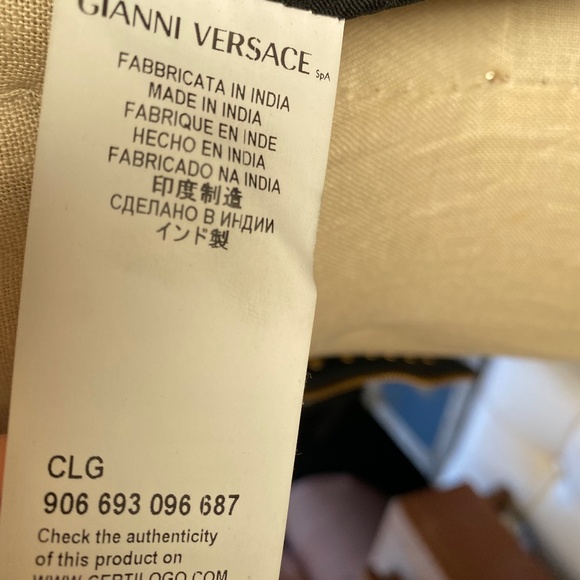 GIANNI VERSACE SpA
FABBRICATA IN INDIA
MADE IN INDIA
FABRIQUE EN INDE
HECHO EN INDIA
FABRICADO NA INDIA
印度制造
СДЕЛАНО В ИНДИИ
インド製
CLG
906 693 096 687
Check the authenticity
of this product on
WWW.CERTILOGO.COM